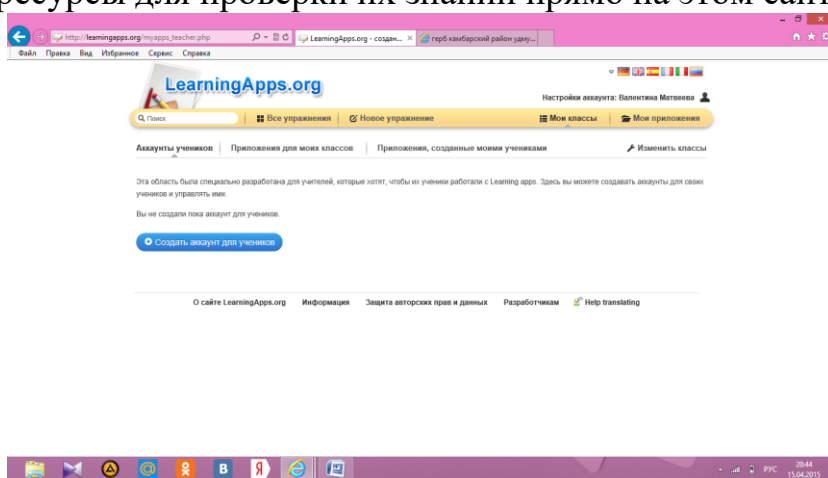 ресурсы для проверки их знаний прямо на этом сайт
http://learningapps.org/myapps_teacher.php
LearningApps.org - создан...
герб камбарский район удму...
Файл Правка Вид Избранное Сервис Справка
LearningApps.org
Настройки аккаунта: Валентина Матвеева
Поиск
Все упражнения
Новое упражнение
Мои классы
Мои приложения
Аккаунты учеников
Приложения для моих классов
Приложения, созданные моими учениками
Изменить классы
Эта область была специально разработана для учителей, которые хотят, чтобы их ученики работали с Learning apps. Здесь вы можете создавать аккаунты для своих
учеников и управлять ими.
Вы не создали пока аккаунт для учеников.
Создать аккаунт для учеников
О сайте LearningApps.org Информация Защита авторских прав и данных Разработчикам Help translating
РУС
20:44
15.04.2015